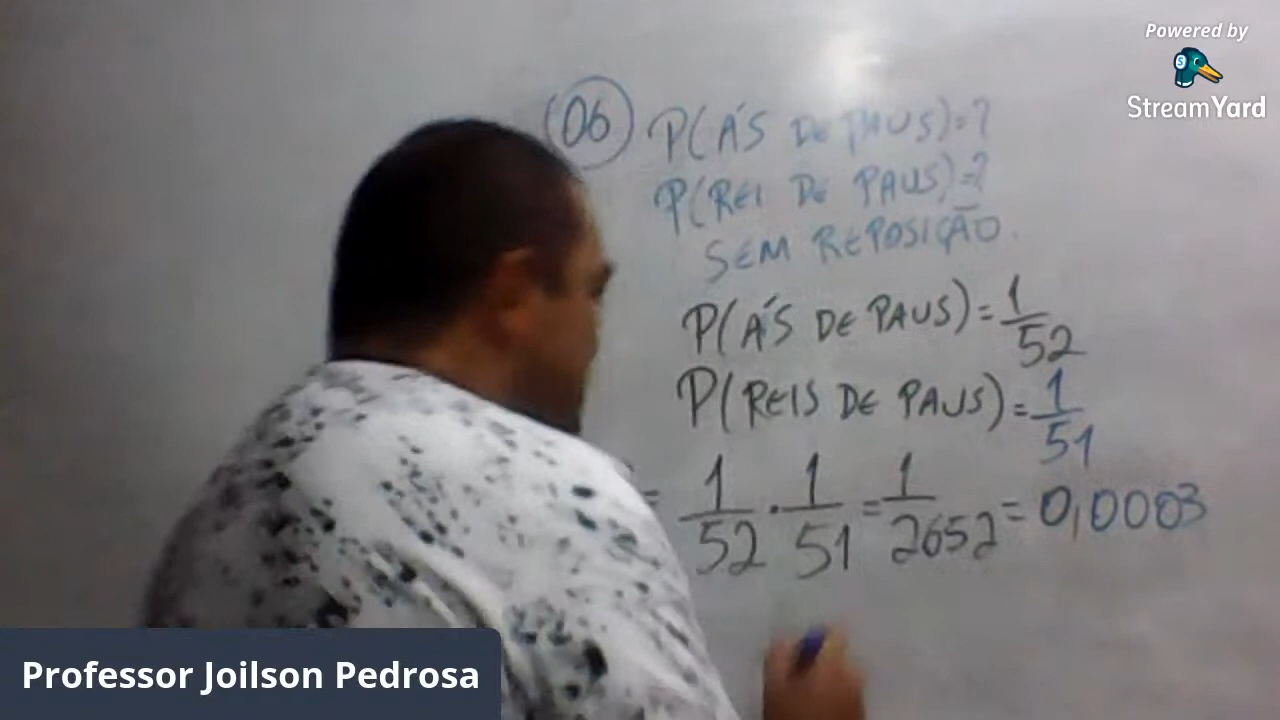 Powered by
StreamYard
06 P(ÁS DE PAUS)=?
P(REI DE PAUS)=?
SEM REPOSIÇÃO.
P(ÁS DE PAUS)=1/52
P(REIS DE PAUS)=1/51
= 1/52 . 1/51 = 1/2652 = 0,0003
Professor Joilson Pedrosa